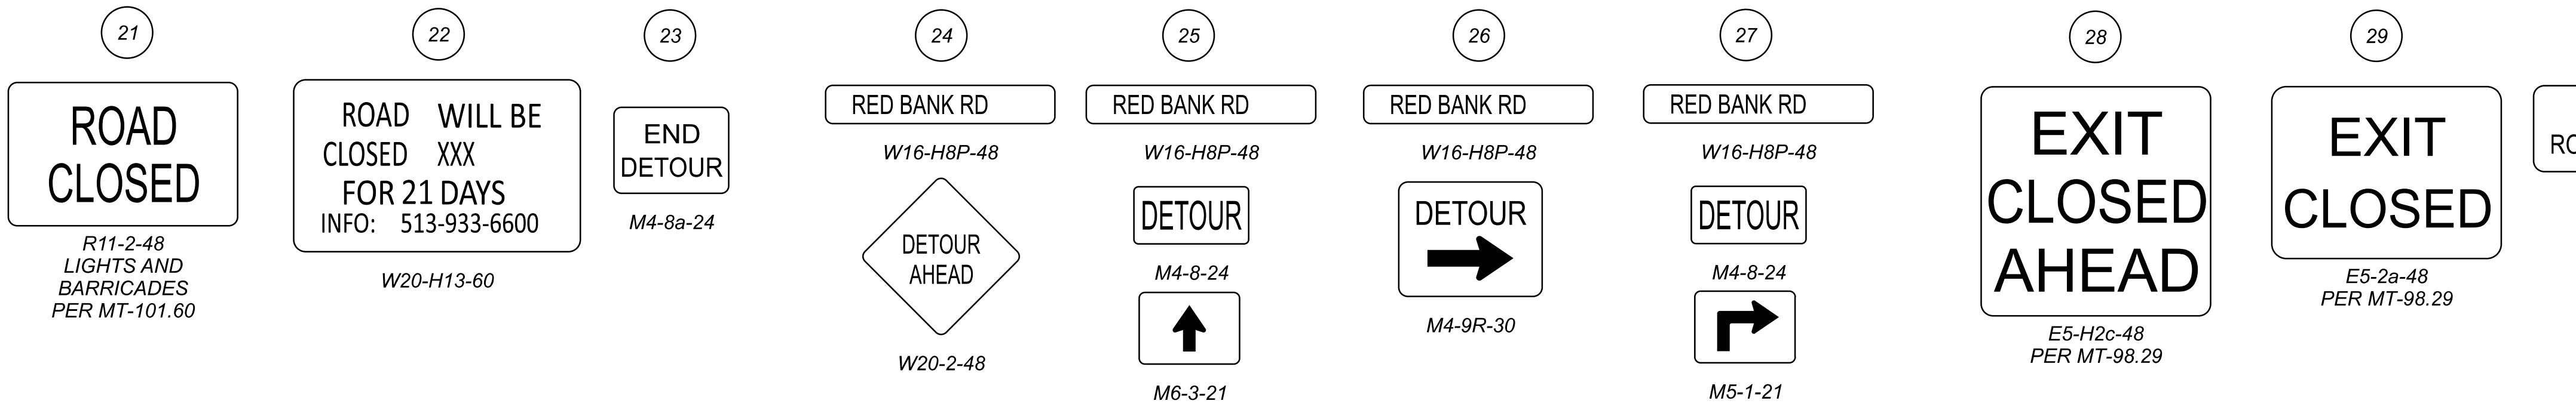 21
ROAD
CLOSED
R11-2-48
LIGHTS AND
BARRICADES
PER MT-101.60
22
ROAD WILL BE
CLOSED XXX
FOR 21 DAYS
INFO: 513-933-6600
W20-H13-60
23
END
DETOUR
M4-8a-24
24
RED BANK RD
W16-H8P-48
DETOUR
AHEAD
W20-2-48
25
RED BANK RD
W16-H8P-48
DETOUR
M4-8-24
M6-3-21
26
RED BANK RD
W16-H8P-48
DETOUR
M4-9R-30
27
RED BANK RD
W16-H8P-48
DETOUR
M4-8-24
M5-1-21
28
EXIT
CLOSED
AHEAD
E5-H2c-48
PER MT-98.29
29
EXIT
CLOSED
E5-2a-48
PER MT-98.29